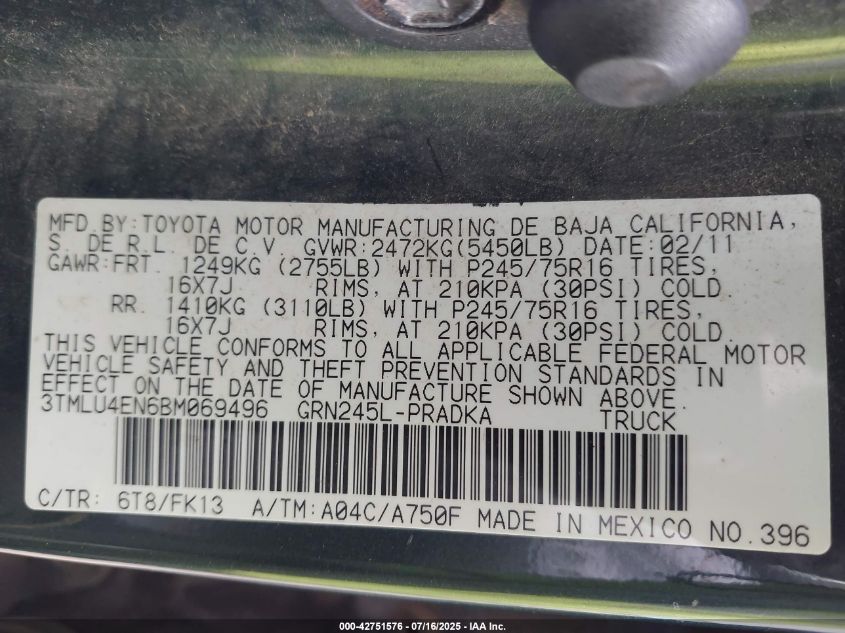 MFD.BY:TOYOTA MOTOR MANUFACTURING DE BAJA CALIFORNIA,
S. DE R.L. DE C.V. GVWR:2472KG(5450LB) DATE:02/11
GAWR:FRT. 1249KG (2755LB) WITH P245/75R16 TIRES,
16X7J RIMS, AT 210KPA (30PSI) COLD.
RR. 1410KG (3110LB) WITH P245/75R16 TIRES,
16X7J RIMS, AT 210KPA (30PSI) COLD.
THIS VEHICLE CONFORMS TO ALL APPLICABLE FEDERAL MOTOR
VEHICLE SAFETY AND THEFT PREVENTION STANDARDS IN
EFFECT ON THE DATE OF MANUFACTURE SHOWN ABOVE.
3TMLU4EN6BM069496 GRN245L-PRADKA TRUCK
C/TR: 6T8/FK13 A/TM:A04C/A750F MADE IN MEXICO NO.396
000-42751576 - 07/16/2025 - IAA Inc.